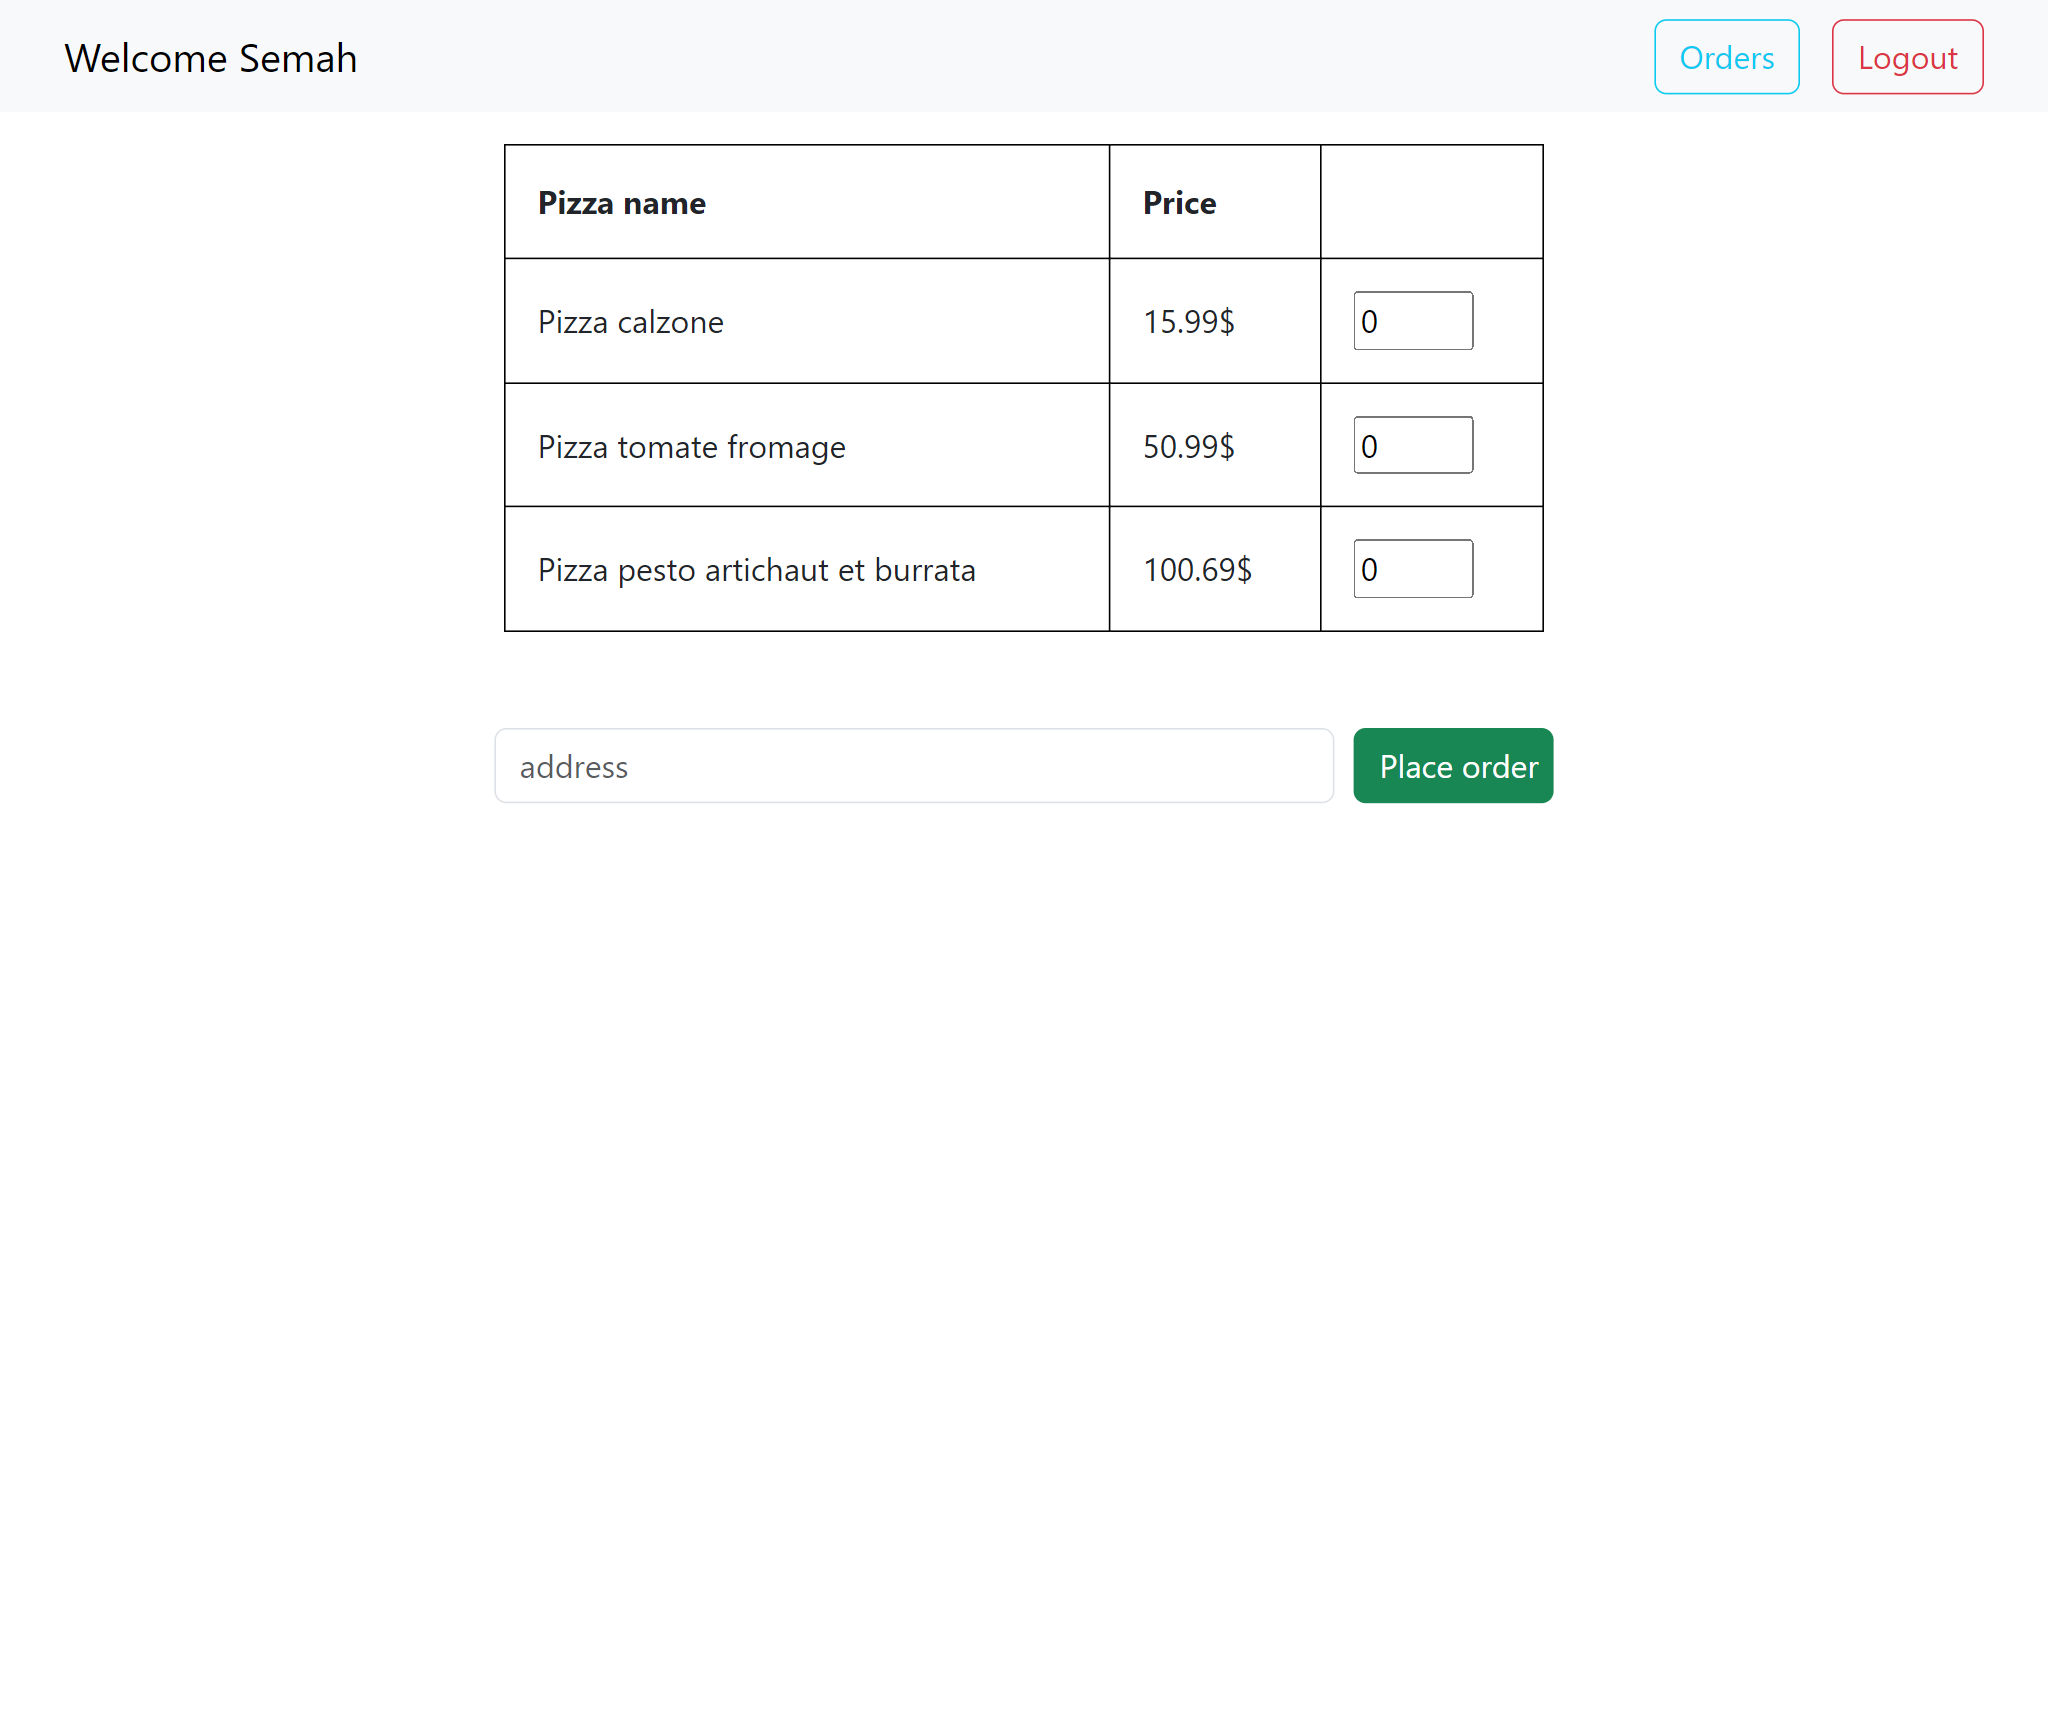 Welcome Semah
Orders
Logout
Pizza name Price
Pizza calzone 15.99$ 0
Pizza tomate fromage 50.99$ 0
Pizza pesto artichaut et burrata 100.69$ 0
address
Place order